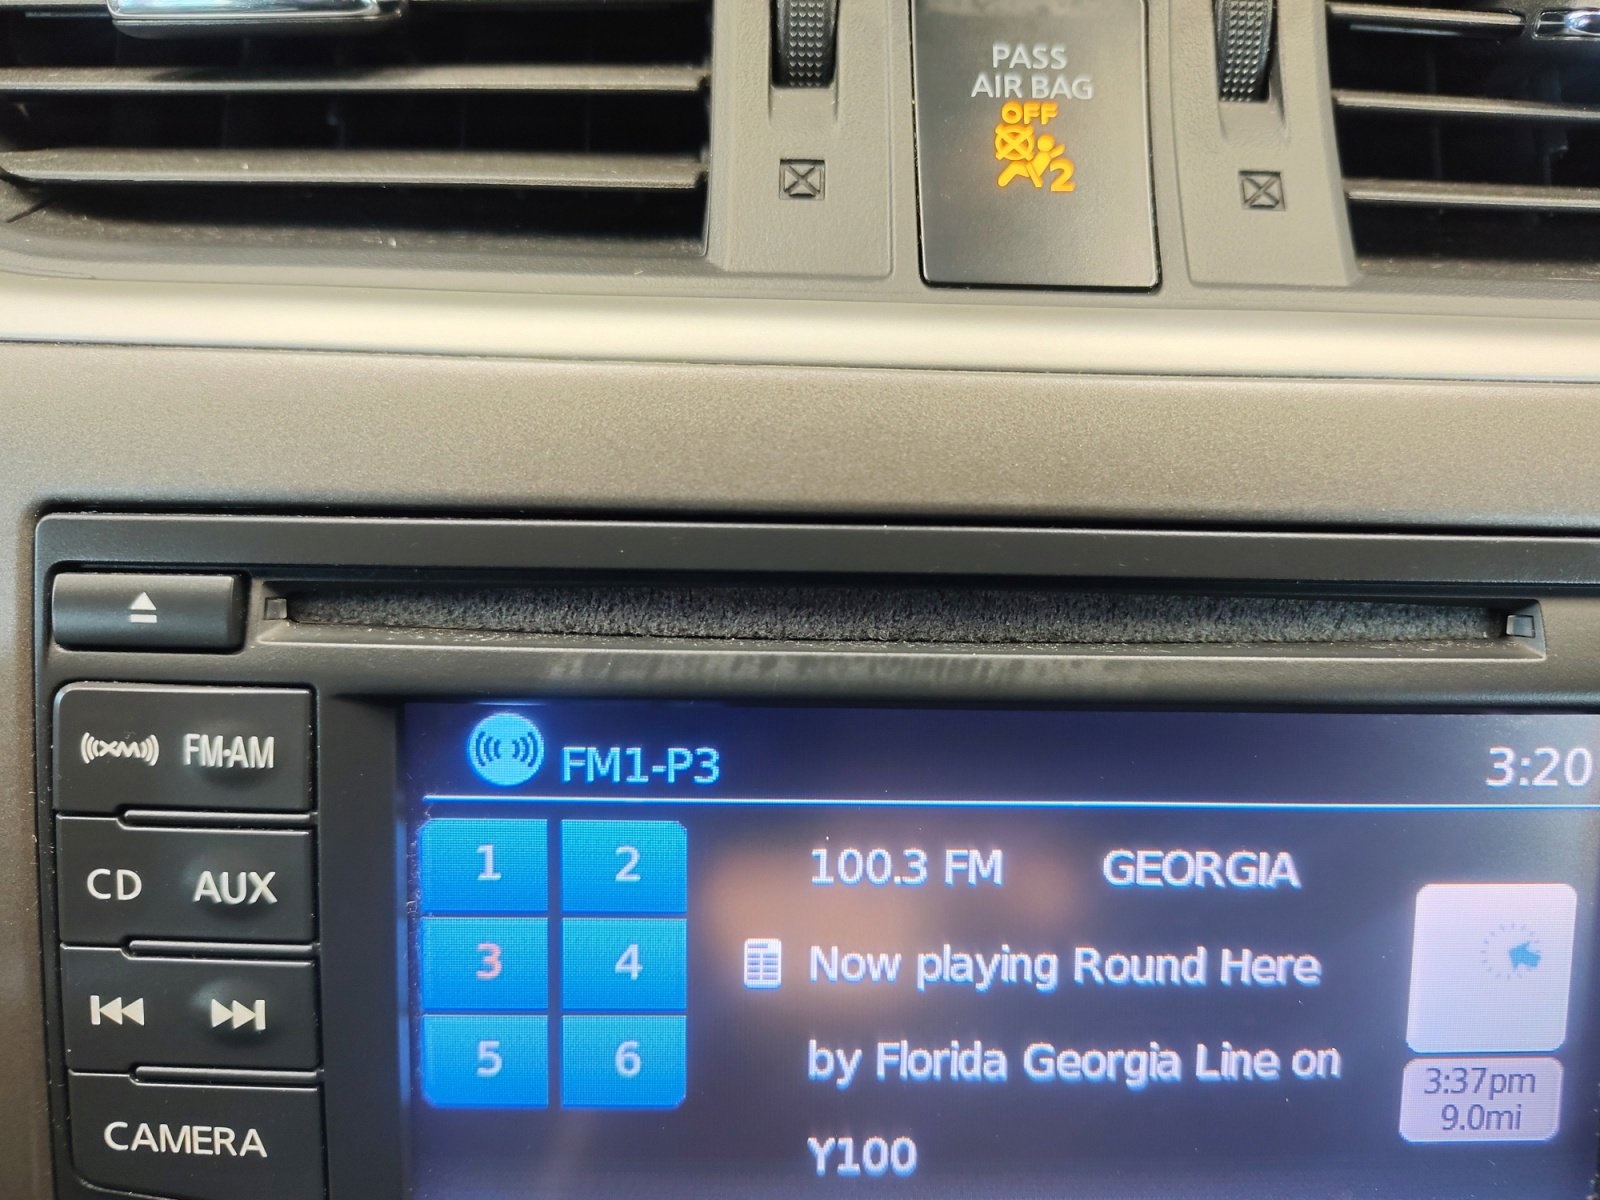 PASS
AIR BAG
OFF
2
XM FM·AM
CD AUX
CAMERA
FM1-P3 3:20
1 2
3 4
5 6
100.3 FM GEORGIA
Now playing Round Here
by Florida Georgia Line on
Y100
3:37pm
9.0mi